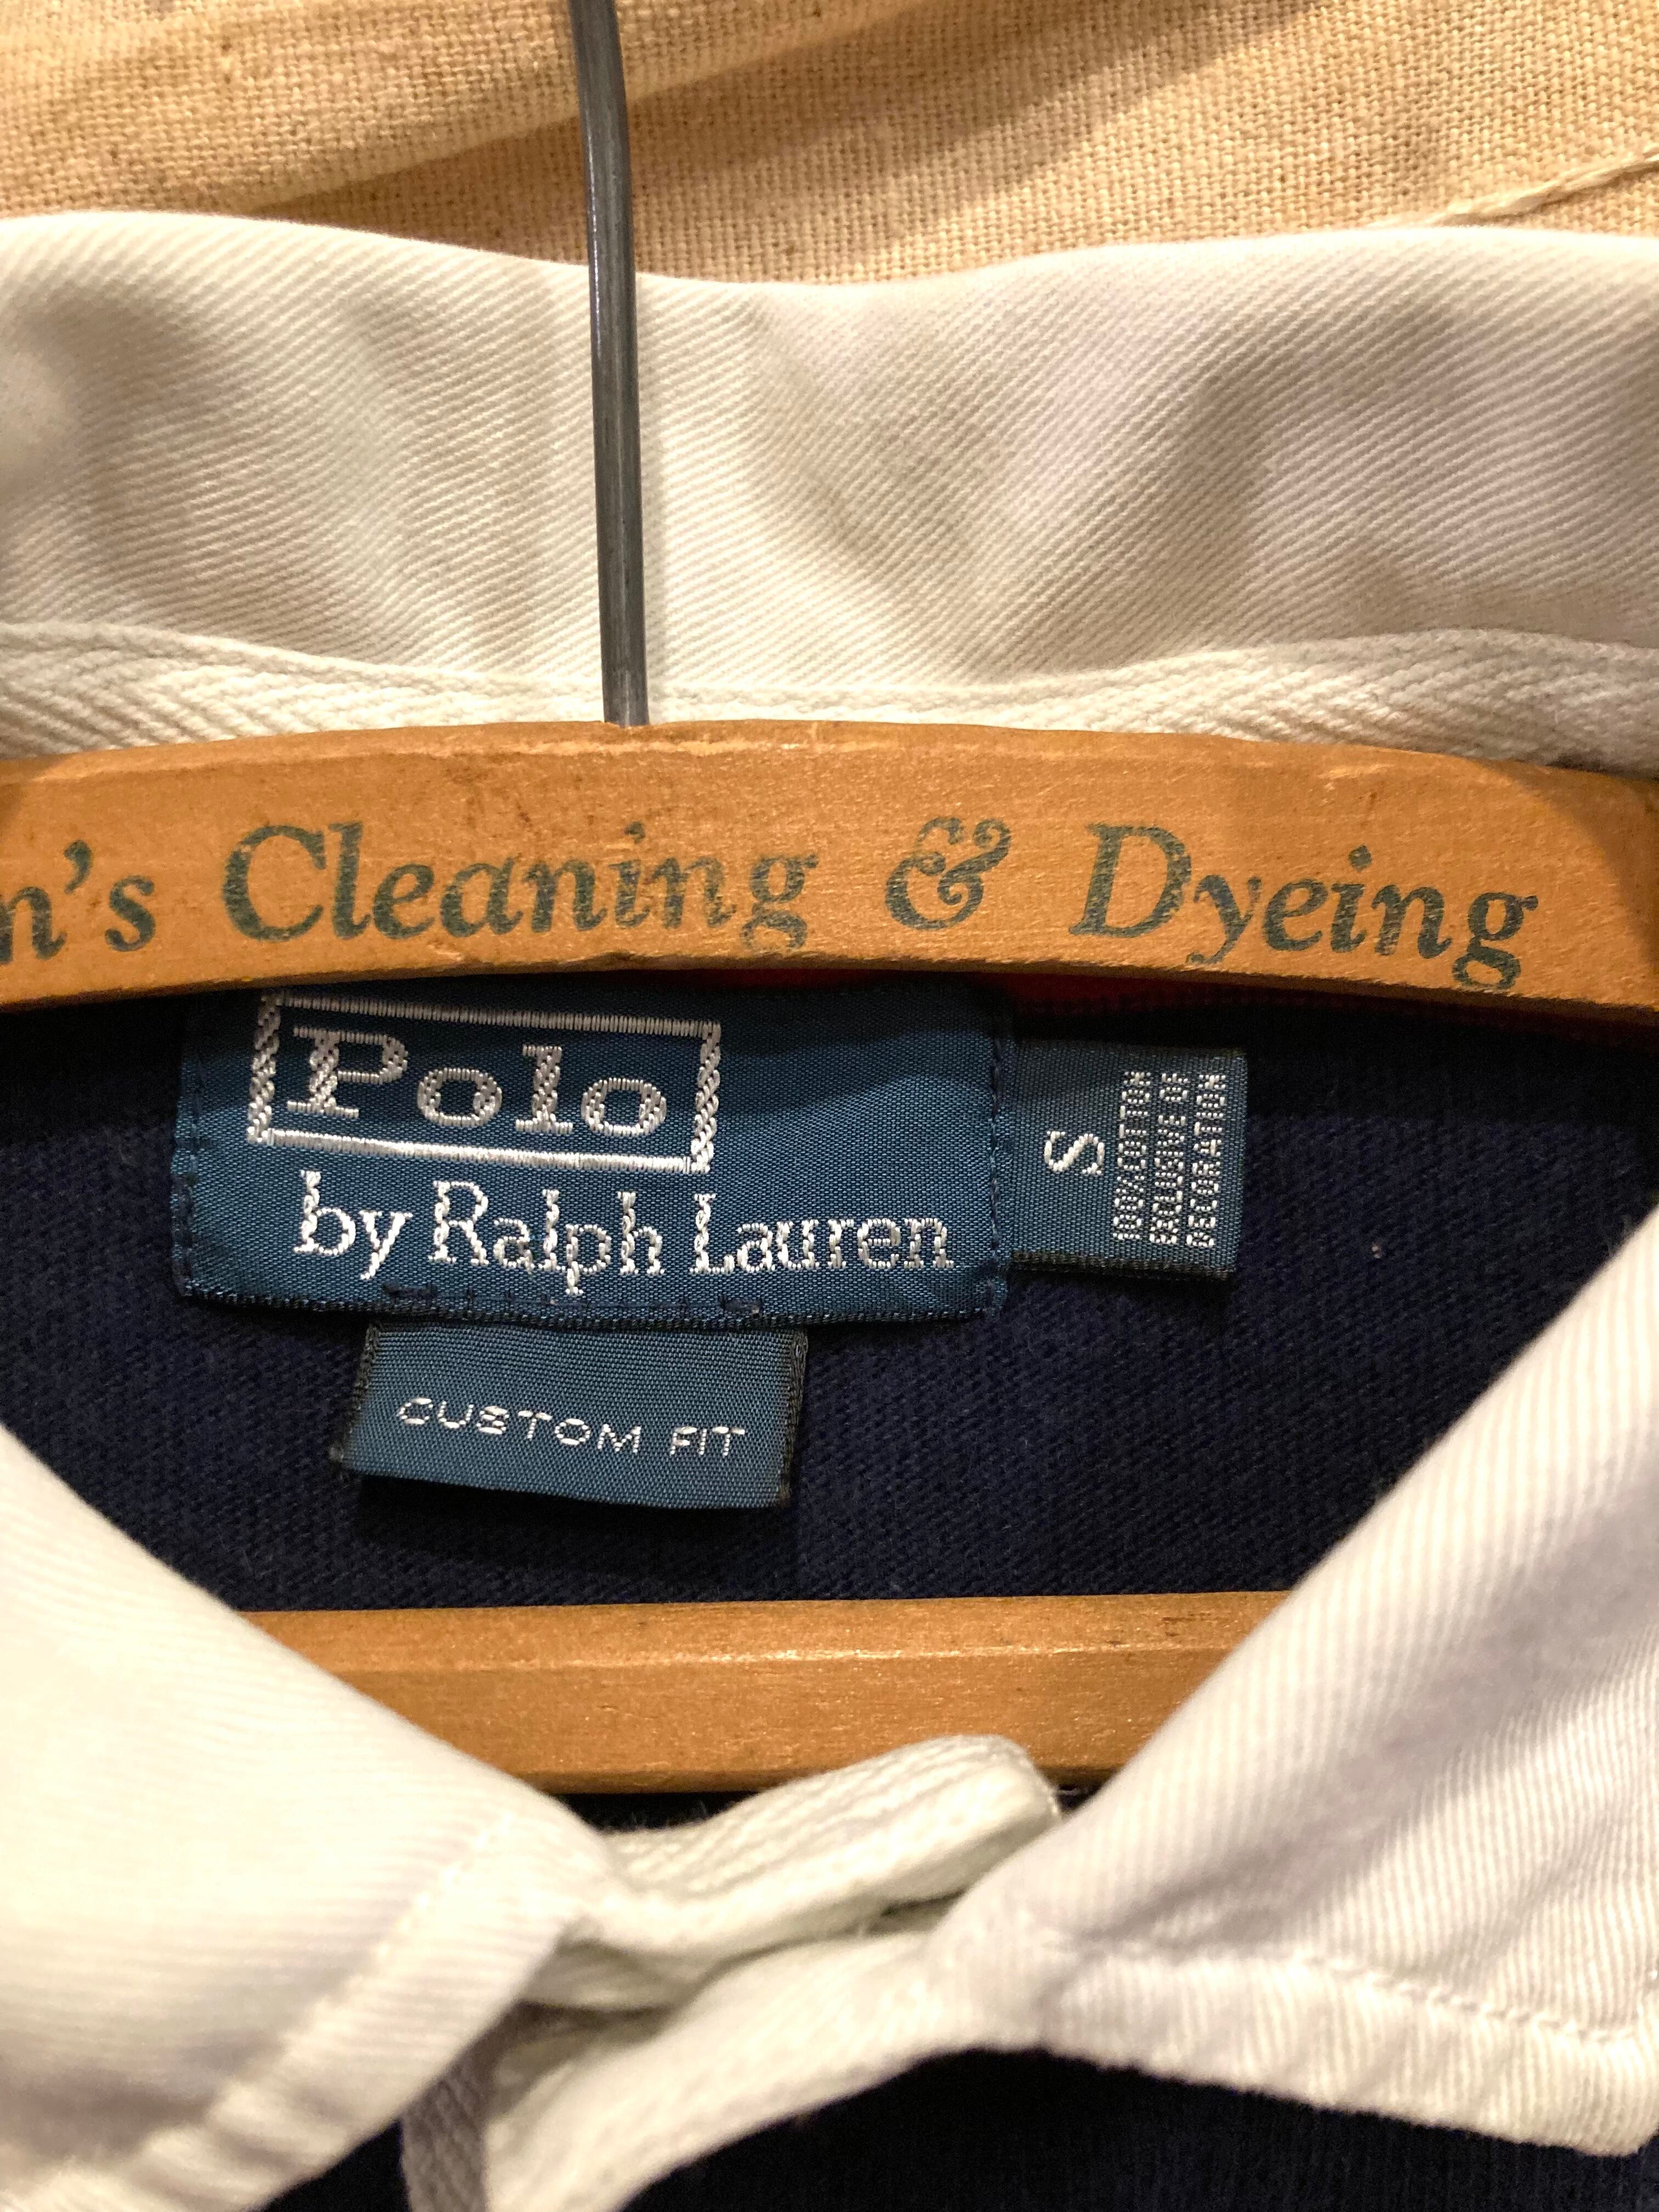 n's Cleaning & Dyeing
Polo
by Ralph Lauren
S
100% COTTON
EXCLUSIVE OF
DECORATION
CUSTOM FIT